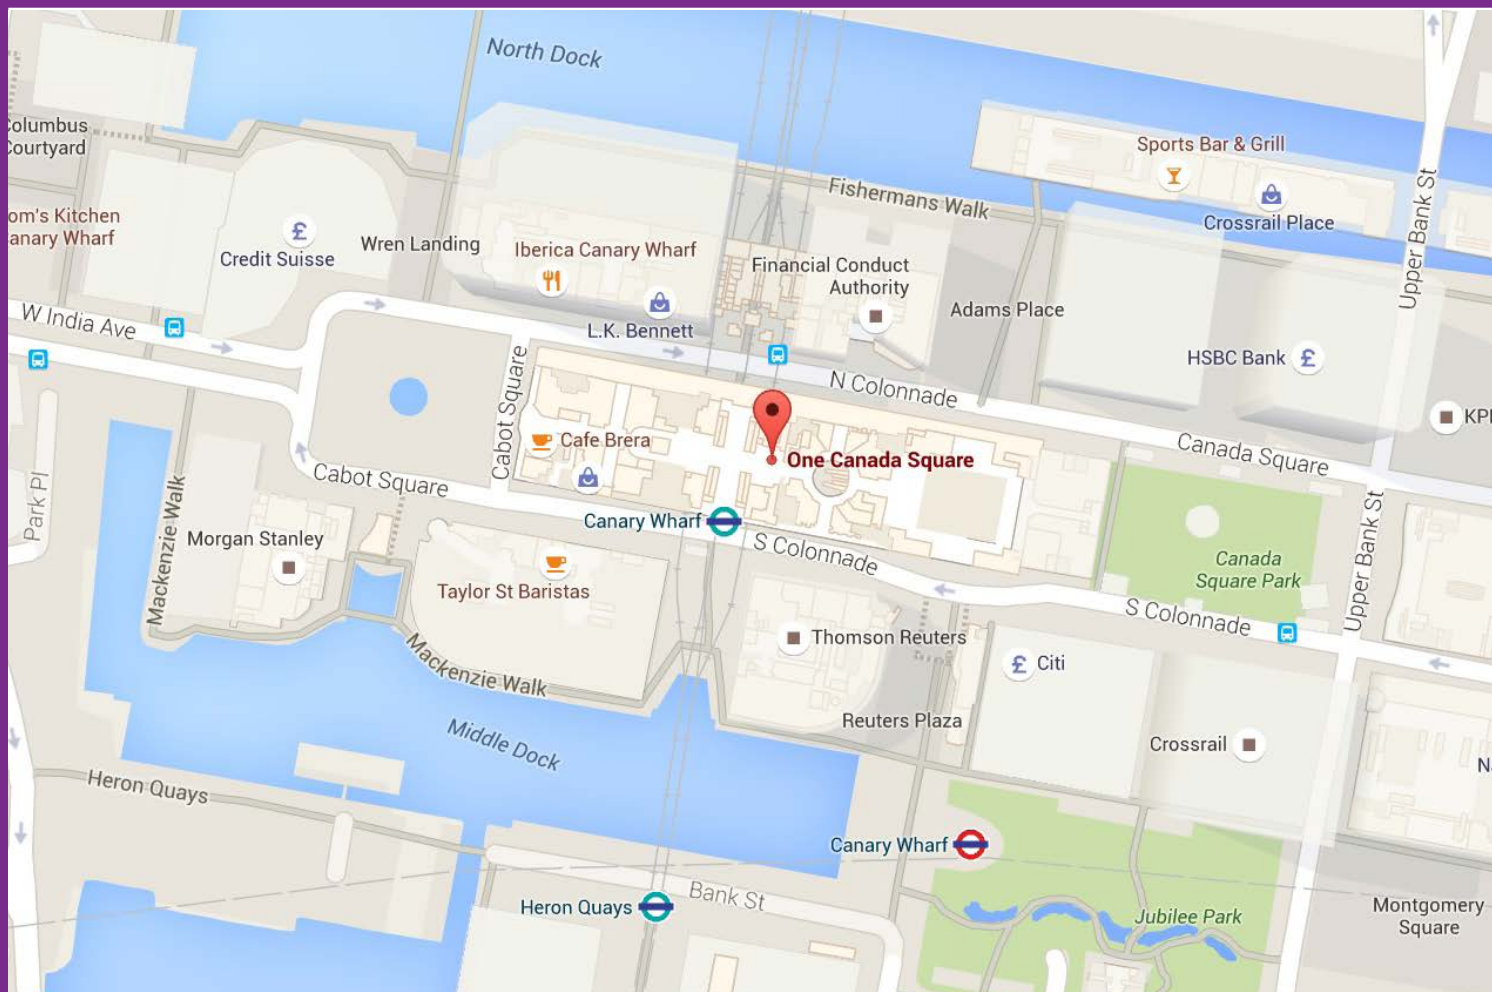 North Dock
Columbus
Courtyard
Sports Bar & Grill
Crossrail Place
Upper Bank St
Fishermans Walk
om's Kitchen
anary Wharf
Credit Suisse
Wren Landing
Iberica Canary Wharf
Financial Conduct
Authority
L.K. Bennett
Adams Place
W India Ave
HSBC Bank
N Colonnade
Cabot Square
Cafe Brera
One Canada Square
Canada Square
KP
Cabot Square
Park Pl
Mackenzie Walk
Morgan Stanley
Canary Wharf
S Colonnade
Canada
Square Park
Upper Bank St
Taylor St Baristas
S Colonnade
Thomson Reuters
Mackenzie Walk
Citi
Reuters Plaza
Middle Dock
Crossrail
Na
Heron Quays
Canary Wharf
Heron Quays
Bank St
Jubilee Park
Montgomery
Square